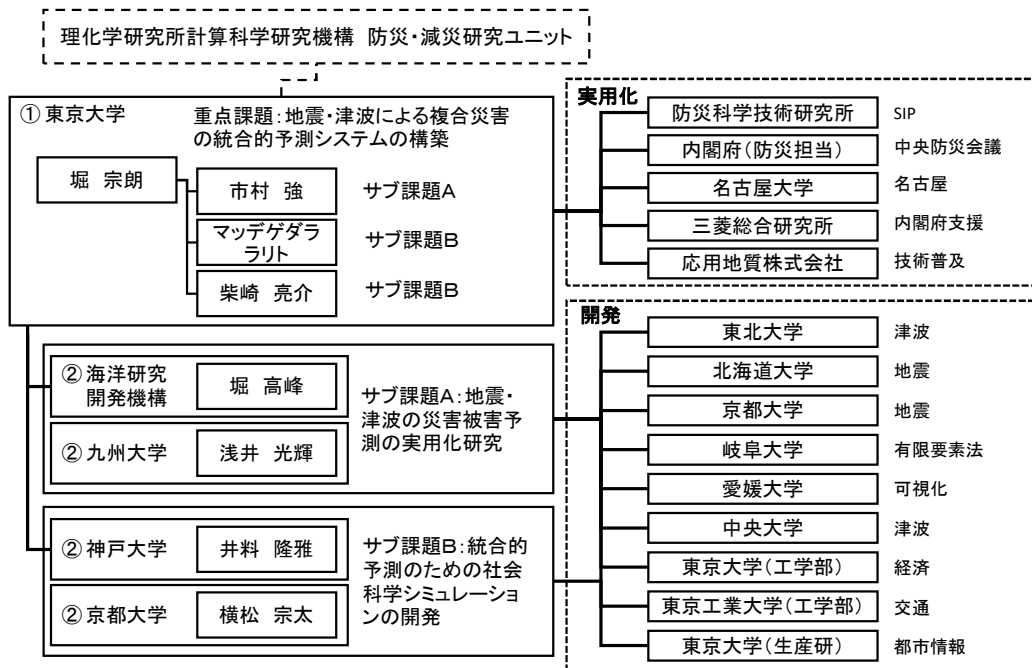 理化学研究所計算科学研究機構 防災・減災研究ユニット
① 東京大学
重点課題：地震・津波による複合災害
の統合的予測システムの構築
堀 宗朗
市村 強
サブ課題A
マッデゲダラ
ラリト
サブ課題B
柴崎 亮介
サブ課題B
② 海洋研究
開発機構
堀 高峰
② 九州大学
浅井 光輝
サブ課題A：地震・
津波の災害被害予
測の実用化研究
② 神戸大学
井料 隆雅
② 京都大学
横松 宗太
サブ課題B：統合的
予測のための社会
科学シミュレーショ
ンの開発
実用化
防災科学技術研究所
SIP
内閣府（防災担当）
中央防災会議
名古屋大学
名古屋
三菱総合研究所
内閣府支援
応用地質株式会社
技術普及
開発
東北大学
津波
北海道大学
地震
京都大学
地震
岐阜大学
有限要素法
愛媛大学
可視化
中央大学
津波
東京大学（工学部）
経済
東京工業大学（工学部）
交通
東京大学（生産研）
都市情報